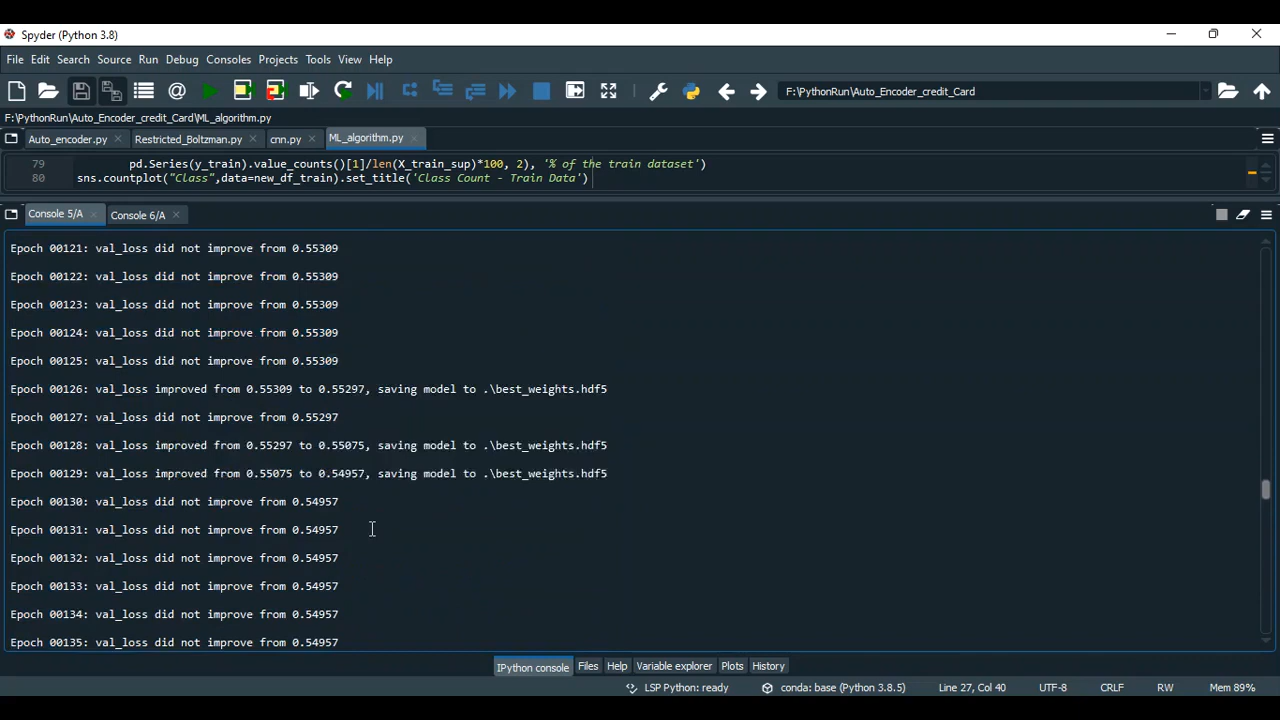 Spyder (Python 3.8)
File Edit Search Source Run Debug Consoles Projects Tools View Help
F:\PythonRun\Auto_Encoder_credit_Card
F:\PythonRun\Auto_Encoder_credit_Card\ML_algorithm.py
Auto_encoder.py Restricted_Boltzman.py cnn.py ML_algorithm.py
79 pd.Series(y_train).value_counts()[1]/len(X_train_sup)*100, 2), '% of the train dataset')
80 sns.countplot("Class",data=new_df_train).set_title('Class Count - Train Data')
Console 5/A Console 6/A
Epoch 00121: val_loss did not improve from 0.55309
Epoch 00122: val_loss did not improve from 0.55309
Epoch 00123: val_loss did not improve from 0.55309
Epoch 00124: val_loss did not improve from 0.55309
Epoch 00125: val_loss did not improve from 0.55309
Epoch 00126: val_loss improved from 0.55309 to 0.55297, saving model to .\best_weights.hdf5
Epoch 00127: val_loss did not improve from 0.55297
Epoch 00128: val_loss improved from 0.55297 to 0.55075, saving model to .\best_weights.hdf5
Epoch 00129: val_loss improved from 0.55075 to 0.54957, saving model to .\best_weights.hdf5
Epoch 00130: val_loss did not improve from 0.54957
Epoch 00131: val_loss did not improve from 0.54957
Epoch 00132: val_loss did not improve from 0.54957
Epoch 00133: val_loss did not improve from 0.54957
Epoch 00134: val_loss did not improve from 0.54957
Epoch 00135: val_loss did not improve from 0.54957
IPython console Files Help Variable explorer Plots History
LSP Python: ready conda: base (Python 3.8.5) Line 27, Col 40 UTF-8 CRLF RW Mem 89%